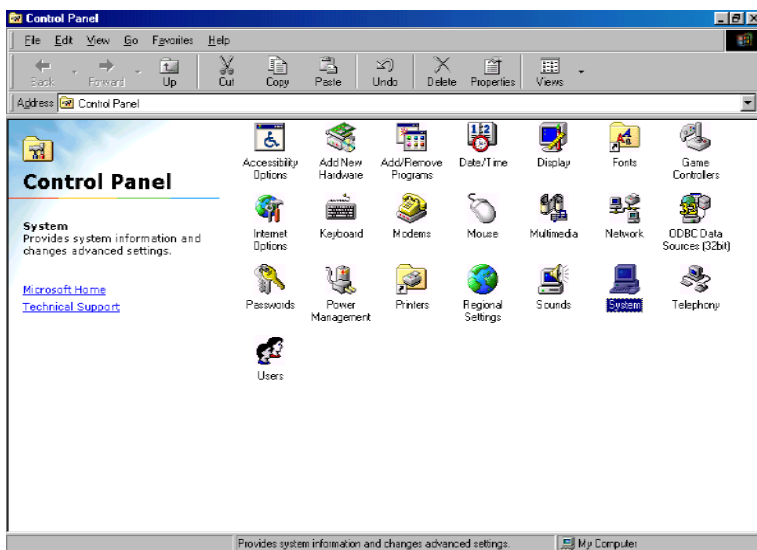 Control Panel
File Edit View Go Favorites Help
Back Forward Up Cut Copy Paste Undo Delete Properties Views
Address Control Panel
Control Panel
System
Provides system information and
changes advanced settings.
Microsoft Home
Technical Support
Accessibility
Options
Add New
Hardware
Add/Remove
Programs
Date/Time
Display
Fonts
Game
Controllers
Internet
Options
Keyboard
Modems
Mouse
Multimedia
Network
ODBC Data
Sources (32bit)
Passwords
Power
Management
Printers
Regional
Settings
Sounds
System
Telephony
Users
Provides system information and changes advanced settings.
My Computer